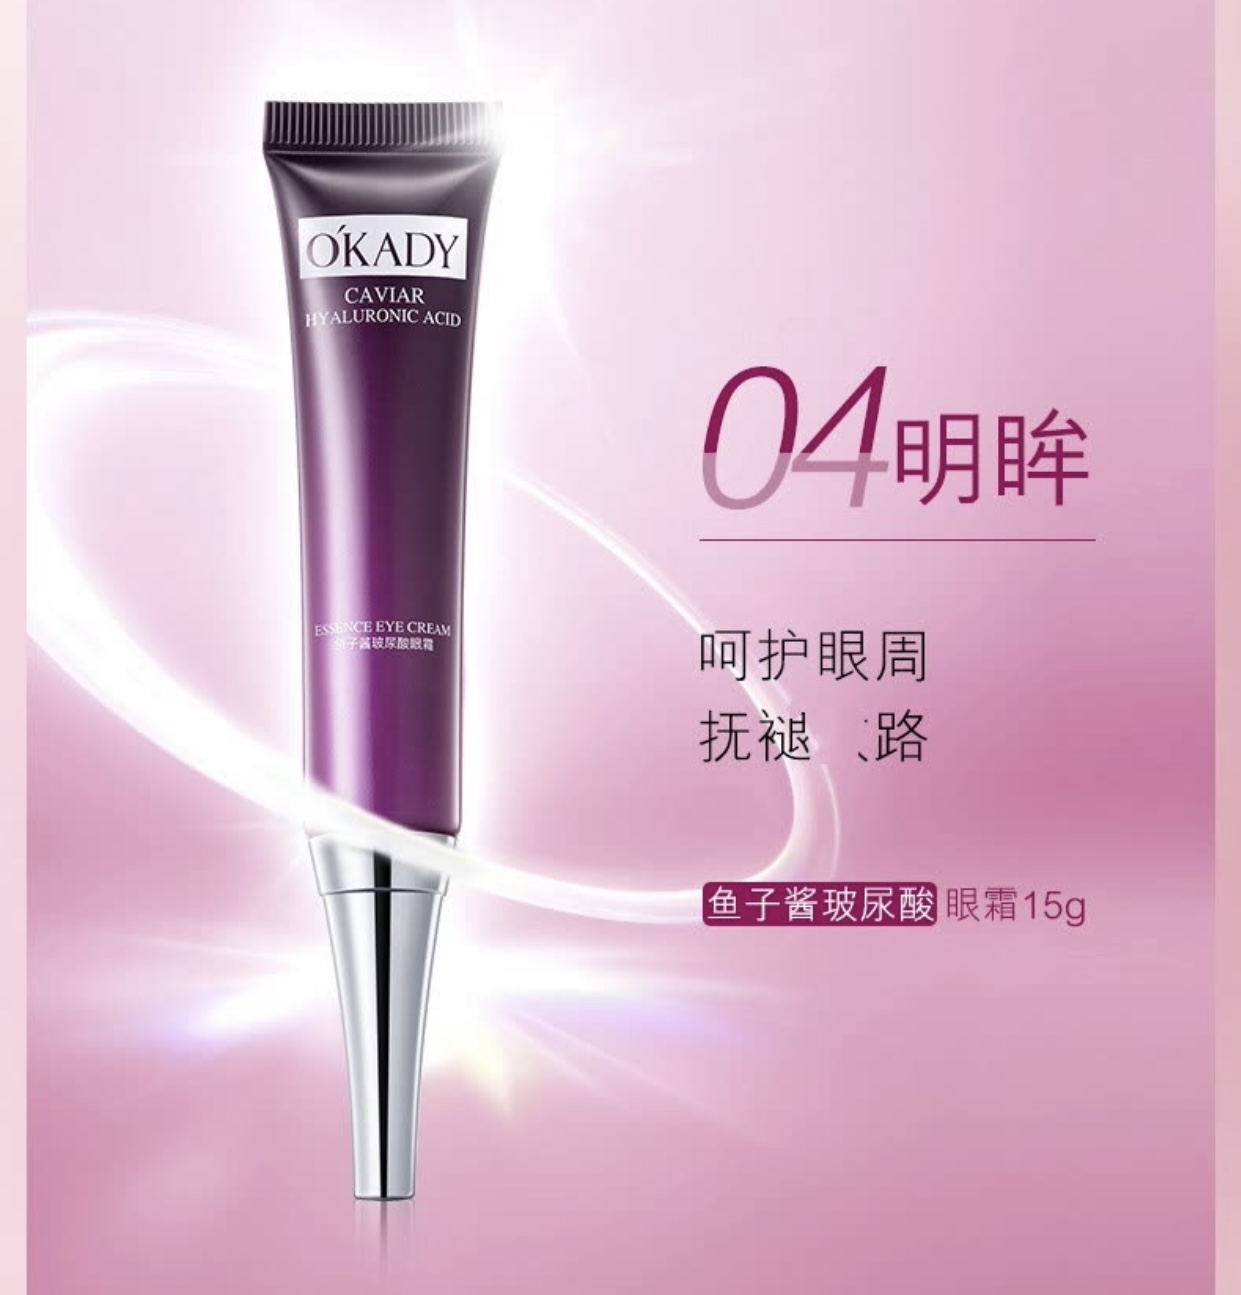 O'KADY
CAVIAR
HYALURONIC ACID
ESSENCE EYE CREAM
鱼子酱玻尿酸眼霜
04明眸
呵护眼周
抚褪 路
鱼子酱玻尿酸 眼霜15g